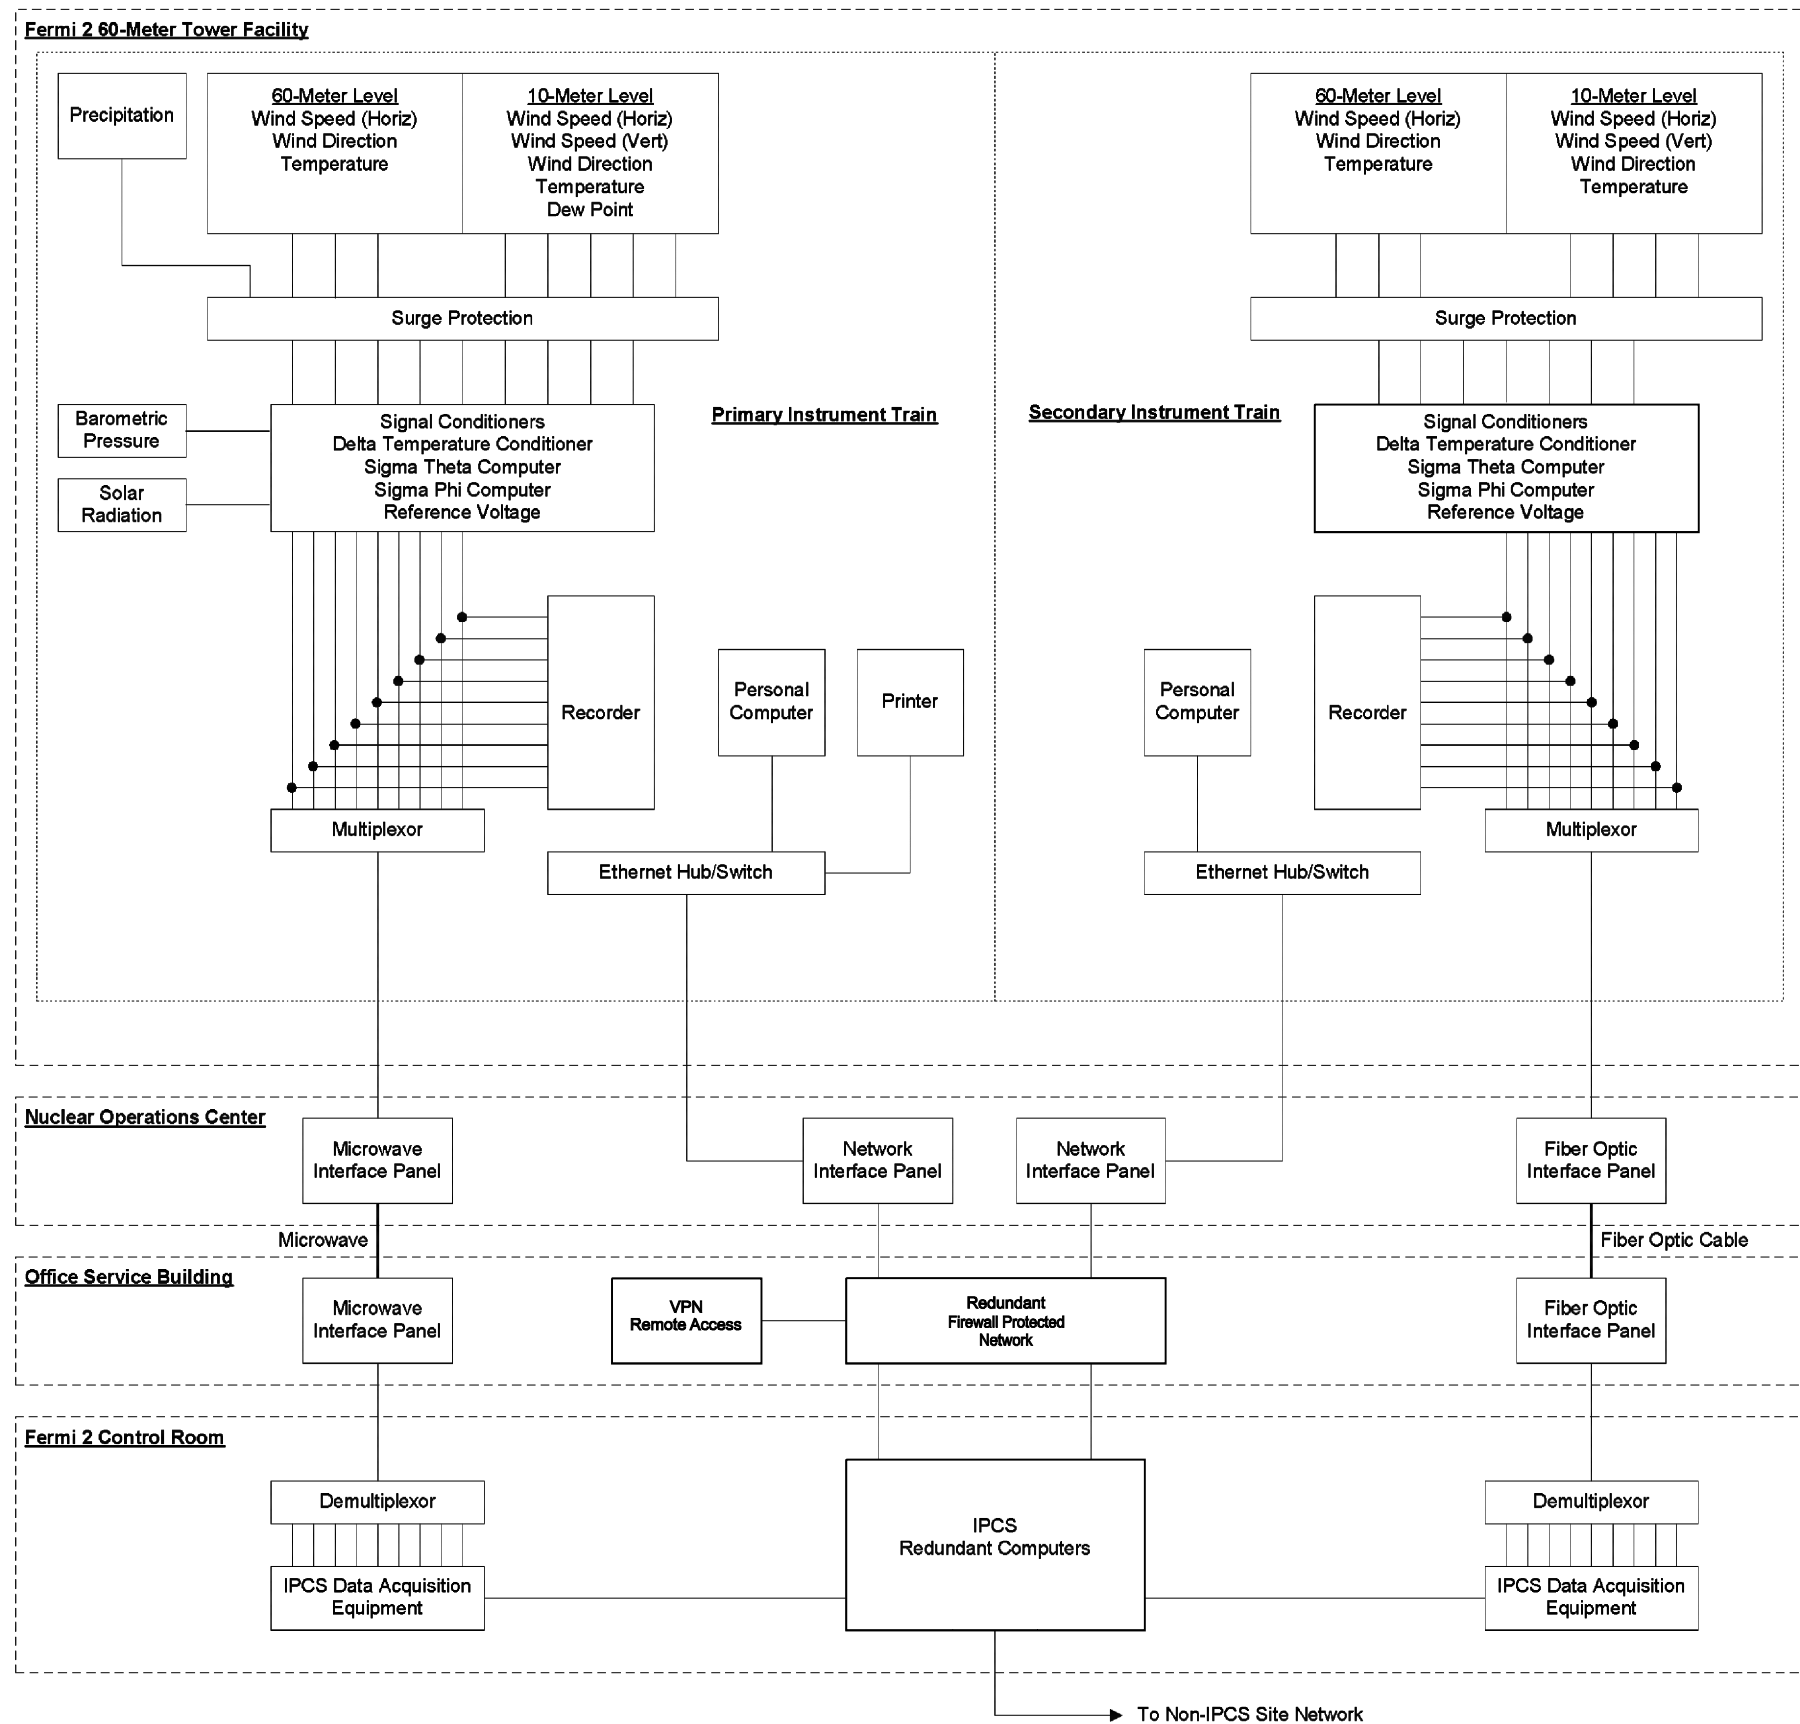 Fermi 2 60-Meter Tower Facility
Precipitation
60-Meter Level
Wind Speed (Horiz)
Wind Direction
Temperature
10-Meter Level
Wind Speed (Horiz)
Wind Speed (Vert)
Wind Direction
Temperature
Dew Point
60-Meter Level
Wind Speed (Horiz)
Wind Direction
Temperature
10-Meter Level
Wind Speed (Horiz)
Wind Speed (Vert)
Wind Direction
Temperature
Surge Protection
Surge Protection
Barometric
Pressure
Solar
Radiation
Signal Conditioners
Delta Temperature Conditioner
Sigma Theta Computer
Sigma Phi Computer
Reference Voltage
Primary Instrument Train
Secondary Instrument Train
Signal Conditioners
Delta Temperature Conditioner
Sigma Theta Computer
Sigma Phi Computer
Reference Voltage
Recorder
Personal
Computer
Printer
Personal
Computer
Recorder
Multiplexor
Ethernet Hub/Switch
Ethernet Hub/Switch
Multiplexor
Nuclear Operations Center
Microwave
Interface Panel
Network
Interface Panel
Network
Interface Panel
Fiber Optic
Interface Panel
Microwave
Fiber Optic Cable
Office Service Building
Microwave
Interface Panel
VPN
Remote Access
Redundant
Firewall Protected
Network
Fiber Optic
Interface Panel
Fermi 2 Control Room
Demultiplexor
IPCS
Redundant Computers
Demultiplexor
IPCS Data Acquisition
Equipment
IPCS Data Acquisition
Equipment
To Non-IPCS Site Network